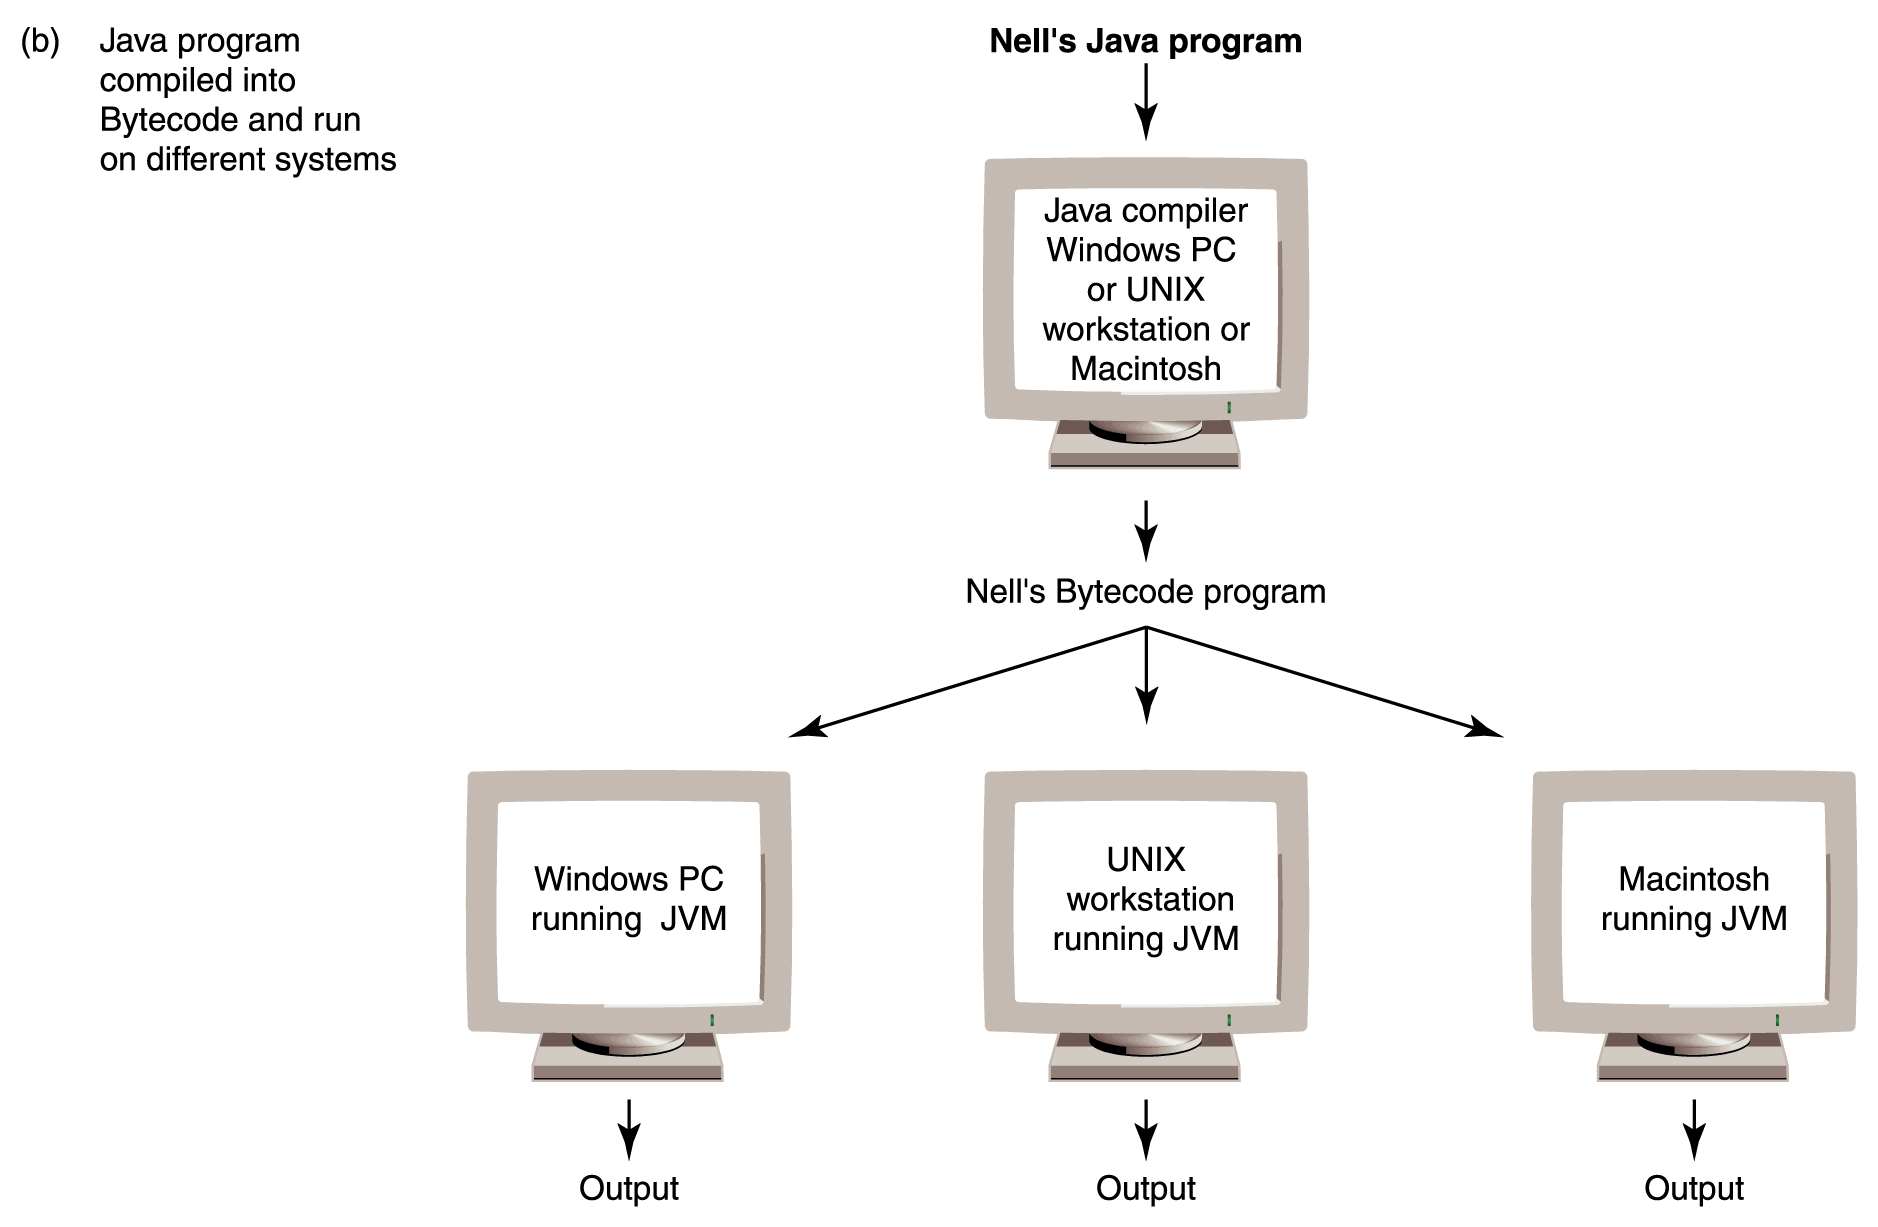 (b) Java program
compiled into
Bytecode and run
on different systems
Nell's Java program
Java compiler
Windows PC
or UNIX
workstation or
Macintosh
Nell's Bytecode program
Windows PC
running JVM
UNIX
workstation
running JVM
Macintosh
running JVM
Output
Output
Output